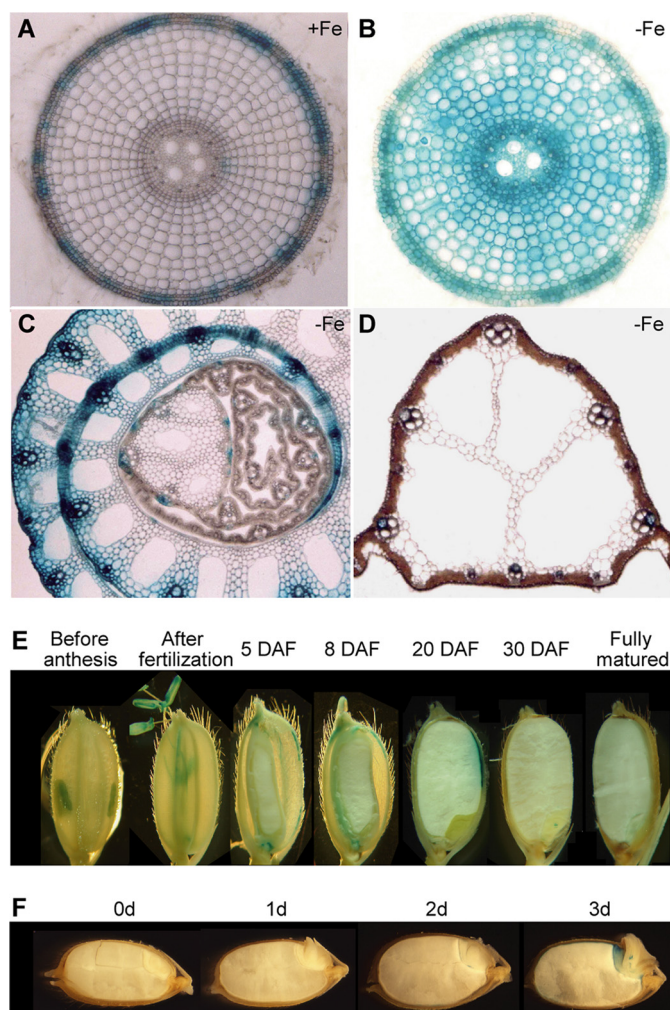 A +Fe
B -Fe
C -Fe
D -Fe
E Before anthesis After fertilization 5 DAF 8 DAF 20 DAF 30 DAF Fully matured
F 0d 1d 2d 3d